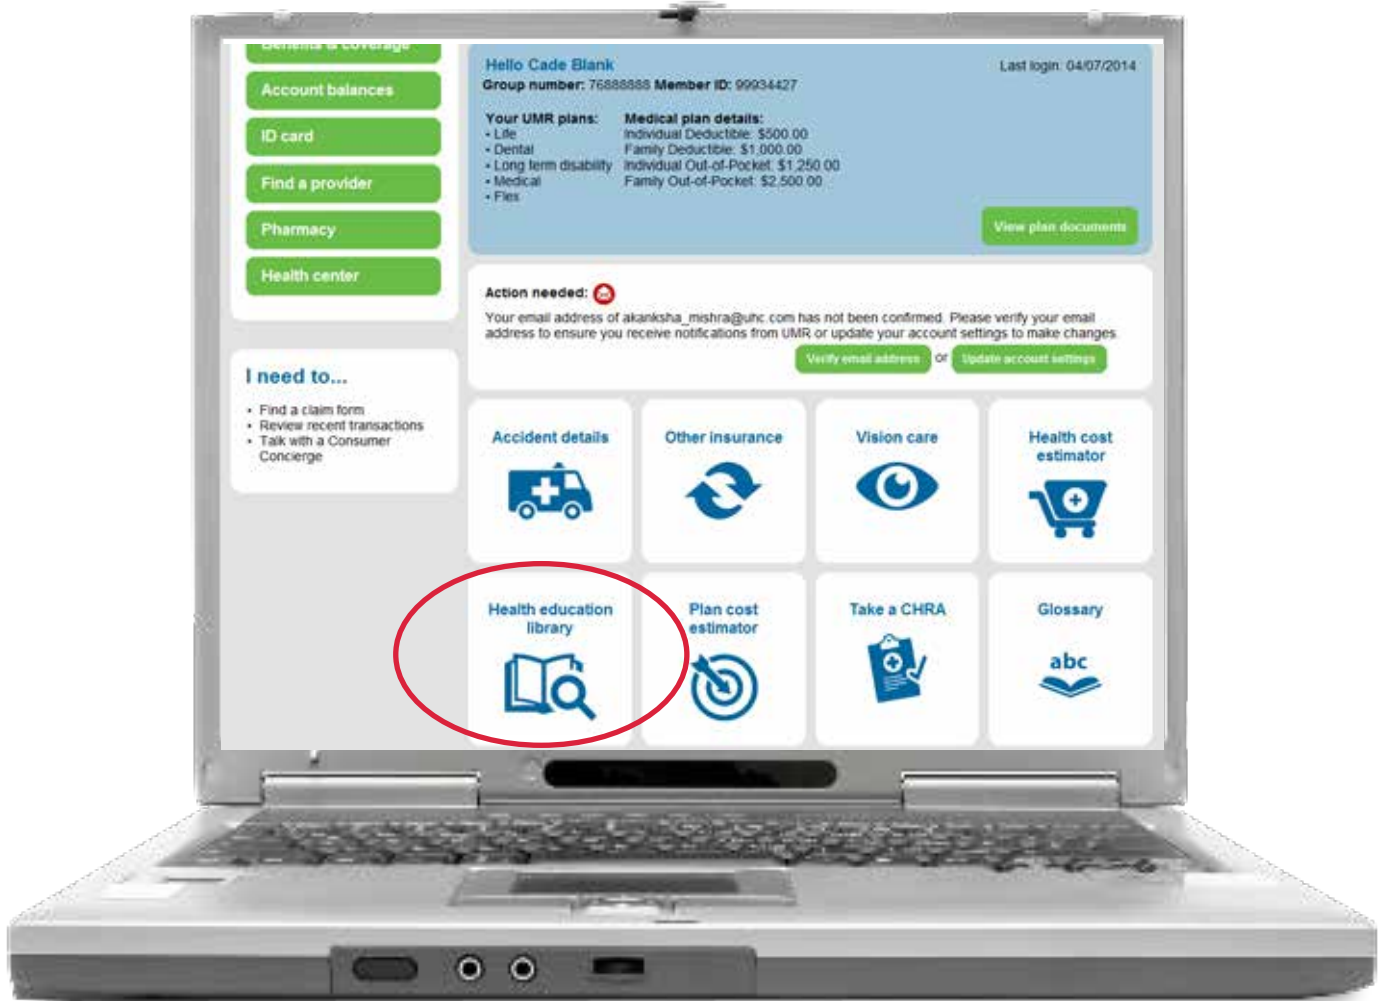 Benefits & coverage
Account balances
ID card
Find a provider
Pharmacy
Health center
I need to...
• Find a claim form
• Review recent transactions
• Talk with a Consumer
Concierge
Hello Cade Blank
Last login: 04/07/2014
Group number: 76888888 Member ID: 99934427
Your UMR plans:
• Life
• Dental
• Long term disability
• Medical
• Flex
Medical plan details:
Individual Deductible: $500.00
Family Deductible: $1,000.00
Individual Out-of-Pocket: $1,250.00
Family Out-of-Pocket: $2,500.00
View plan documents
Action needed:
Your email address of akanksha_mishra@uhc.com has not been confirmed. Please verify your email
address to ensure you receive notifications from UMR or update your account settings to make changes.
Verify email address or Update account settings
Accident details
Other insurance
Vision care
Health cost
estimator
Health education
library
Plan cost
estimator
Take a CHRA
Glossary
abc